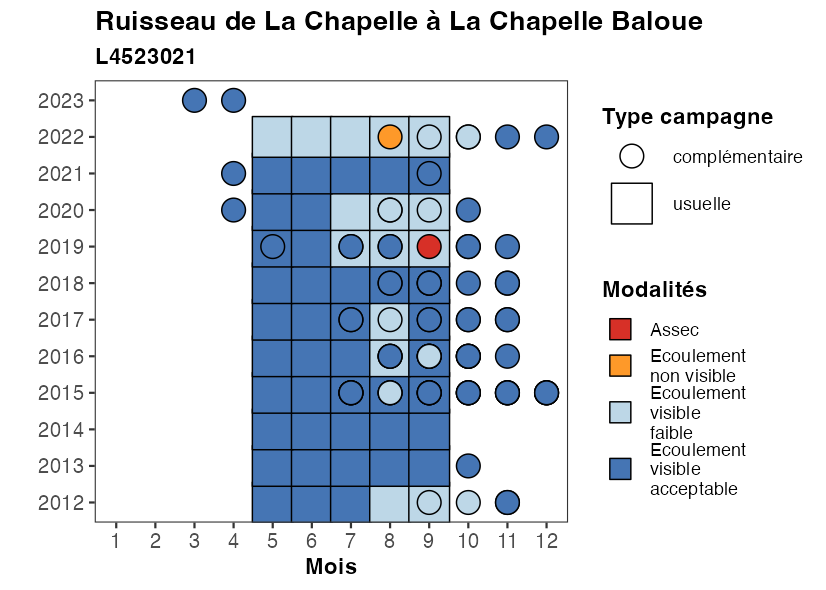 Ruisseau de La Chapelle à La Chapelle Baloue
L4523021
2023
2022
2021
2020
2019
2018
2017
2016
2015
2014
2013
2012
1 2 3 4 5 6 7 8 9 10 11 12
Mois
Type campagne
complémentaire
usuelle
Modalités
Assec
Ecoulement
non visible
Ecoulement
visible
faible
Ecoulement
visible
acceptable